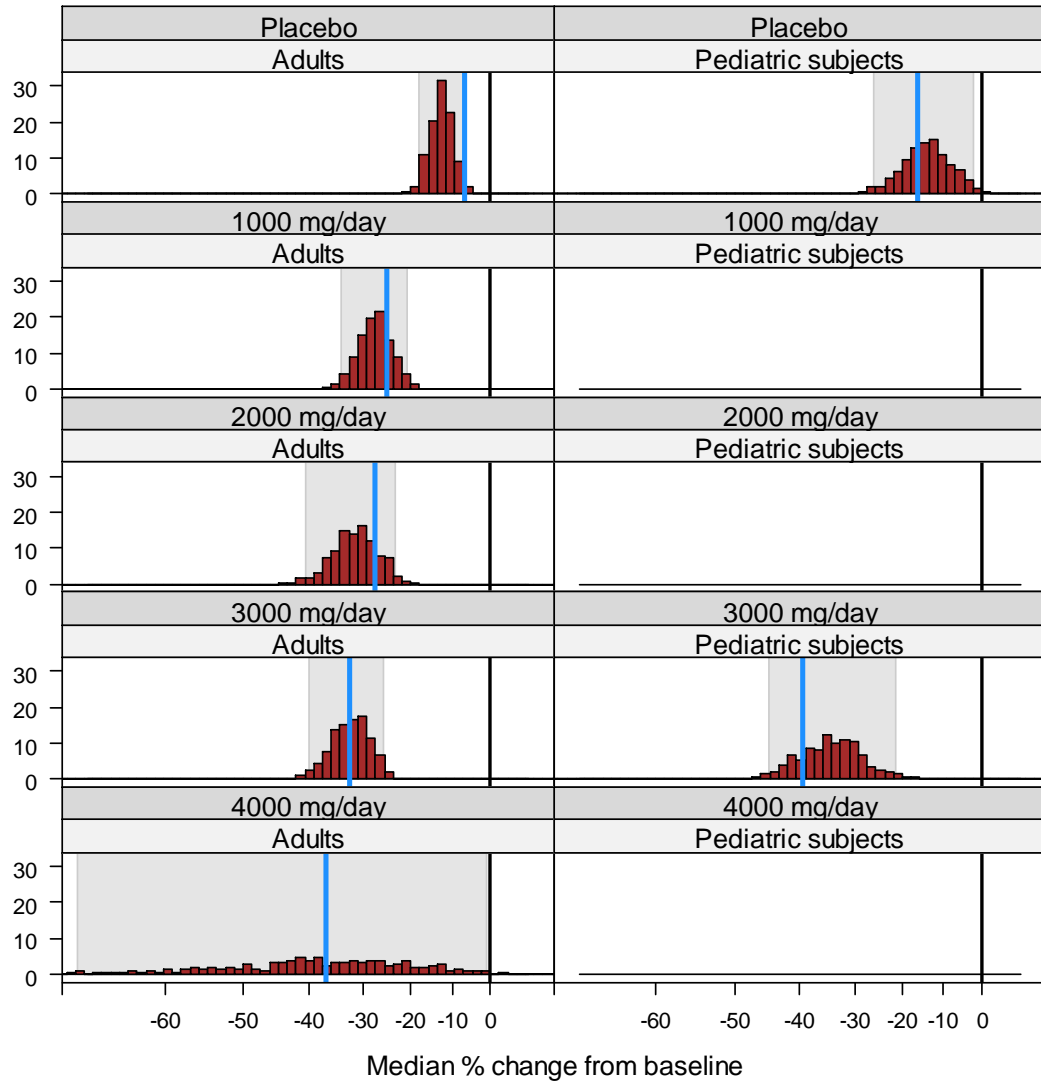 Placebo Placebo
Adults Pediatric subjects
30
20
10
0
1000 mg/day 1000 mg/day
Adults Pediatric subjects
30
20
10
0
2000 mg/day 2000 mg/day
Adults Pediatric subjects
30
20
10
0
3000 mg/day 3000 mg/day
Adults Pediatric subjects
30
20
10
0
4000 mg/day 4000 mg/day
Adults Pediatric subjects
30
20
10
0
-60 -50 -40 -30 -20 -10 0 -60 -50 -40 -30 -20 -10 0
Median % change from baseline